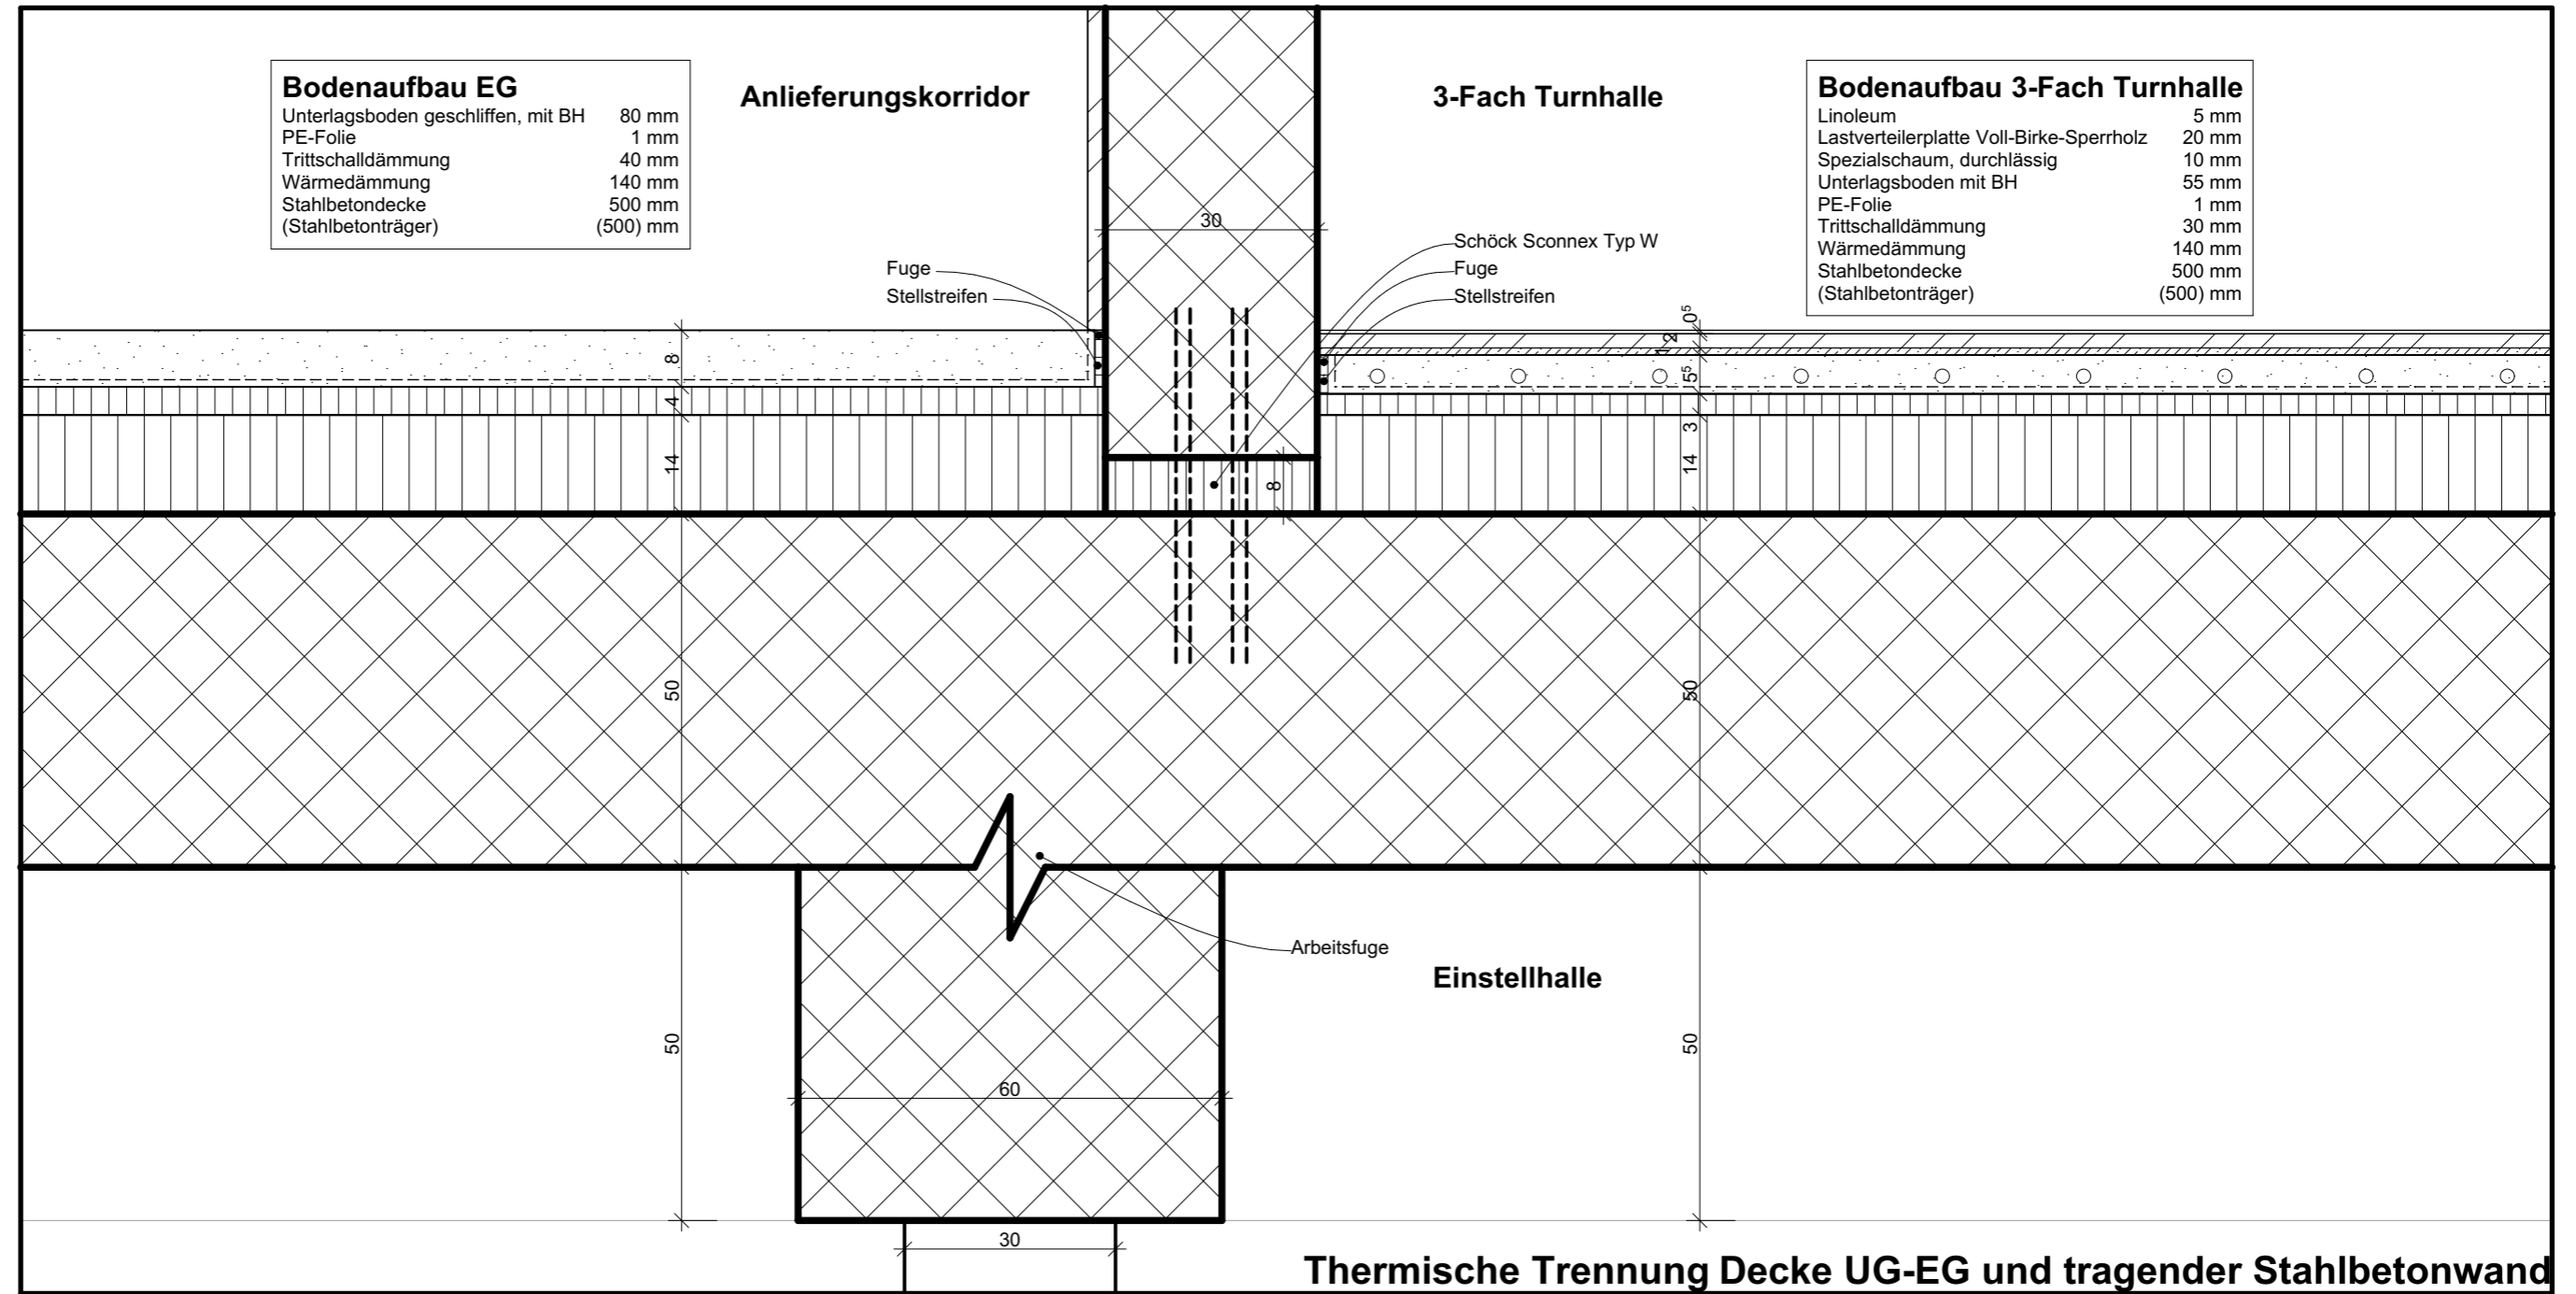 Bodenaufbau EG
Unterlagsboden geschliffen, mit BH 80 mm
PE-Folie 1 mm
Trittschalldämmung 40 mm
Wärmedämmung 140 mm
Stahlbetondecke 500 mm
(Stahlbetonträger) (500) mm
Anlieferungskorridor
3-Fach Turnhalle
Bodenaufbau 3-Fach Turnhalle
Linoleum 5 mm
Lastverteilerplatte Voll-Birke-Sperrholz 20 mm
Spezialschaum, durchlässig 10 mm
Unterlagsboden mit BH 55 mm
PE-Folie 1 mm
Trittschalldämmung 30 mm
Wärmedämmung 140 mm
Stahlbetondecke 500 mm
(Stahlbetonträger) (500) mm
30
Fuge
Stellstreifen
Schöck Sconnex Typ W
Fuge
Stellstreifen
8
4
14
50
50
8
0⁵
2
1
5⁵
3
14
50
50
Arbeitsfuge
Einstellhalle
60
30
Thermische Trennung Decke UG-EG und tragender Stahlbetonwand